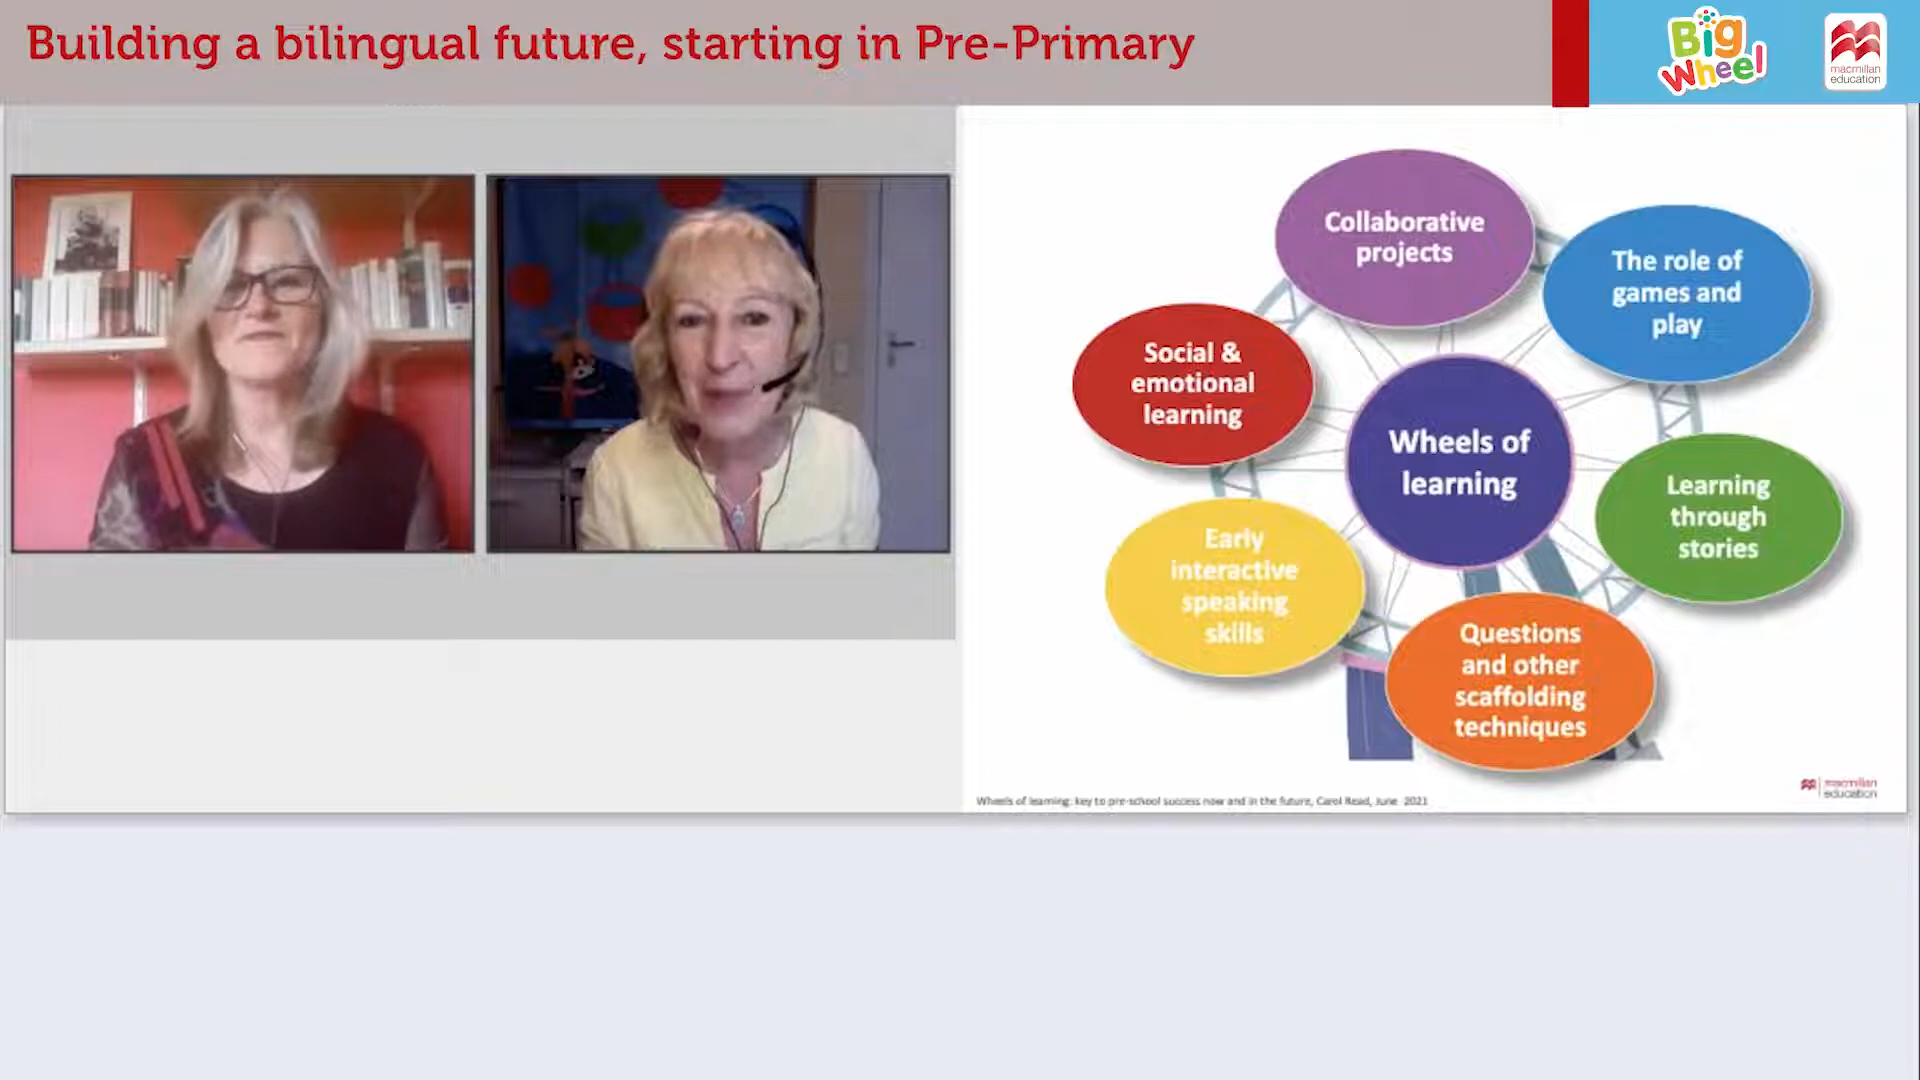 Building a bilingual future, starting in Pre-Primary
Big
Wheel
macmillan
education
Collaborative
projects
The role of
games and
play
Social &
emotional
learning
Wheels of
learning
Learning
through
stories
Early
interactive
speaking
skills
Questions
and other
scaffolding
techniques
macmillan
education
Wheels of learning: key to pre-school success now and in the future, Carol Read, June 2021